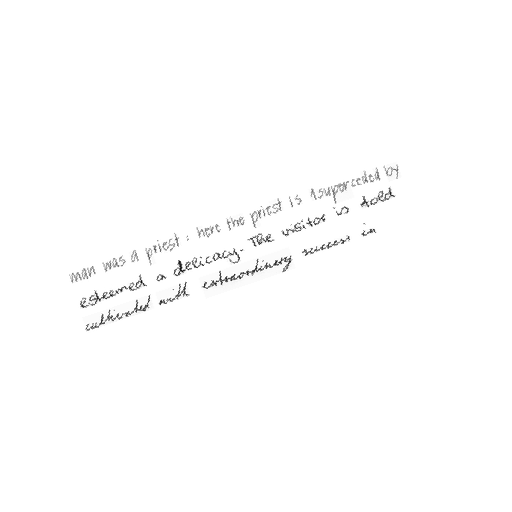 man was a priest : here the priest is superceded by
esteemed a delicacy. The visitor is told
cultivated with extraordinary success in